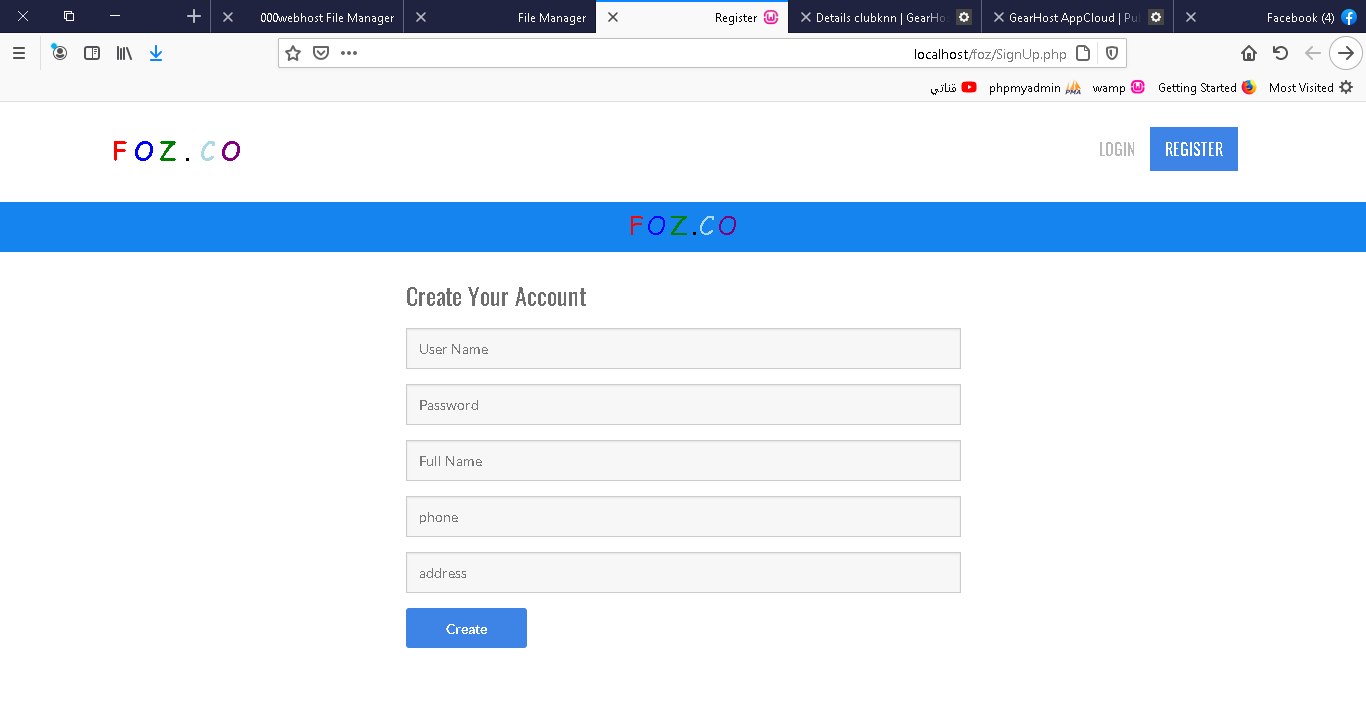 000webhost File Manager
File Manager
Register
Details clubknn | GearHo
GearHost AppCloud | Pu
Facebook (4)
localhost/foz/SignUp.php
قناتي
phpmyadmin
PMA
wamp
Getting Started
Most Visited
FOZ.CO
LOGIN
REGISTER
FOZ.CO
Create Your Account
User Name
Password
Full Name
phone
address
Create